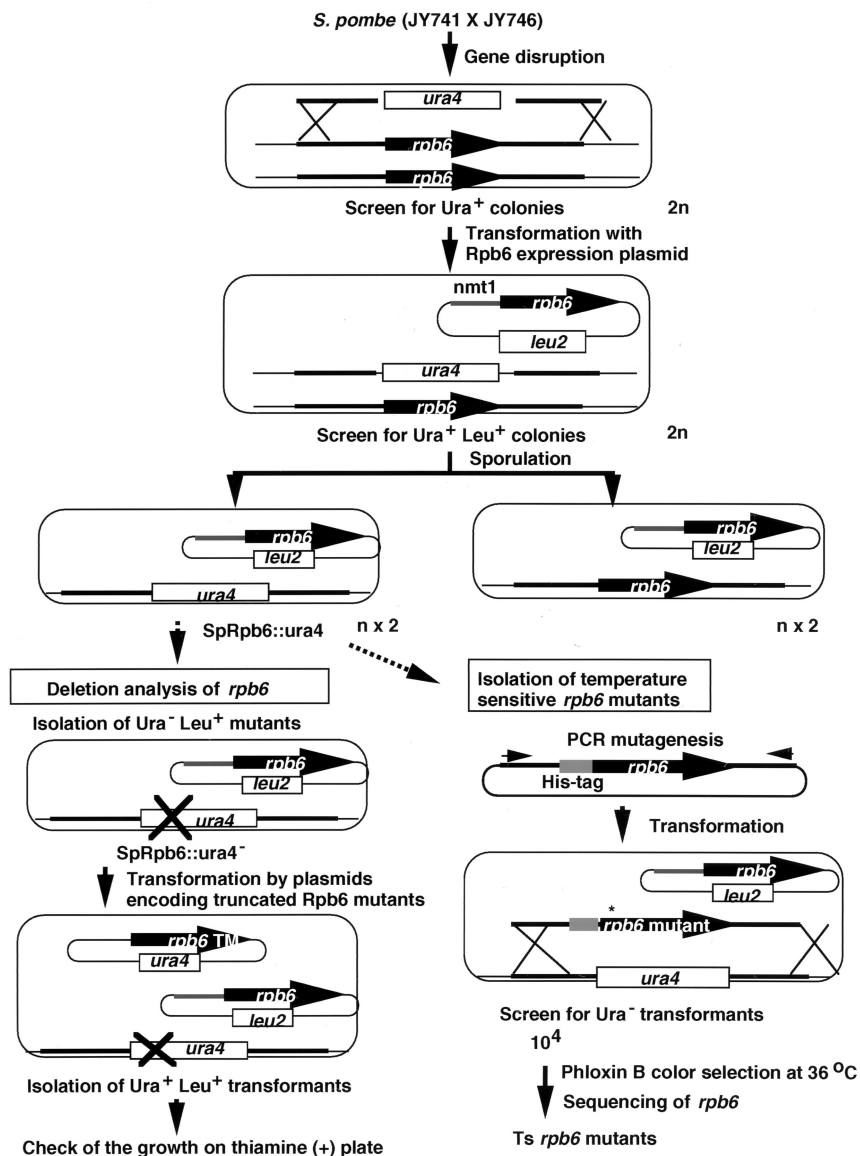 S. pombe (JY741 X JY746)
Gene disruption
ura4
rpb6
rpb6
Screen for Ura+ colonies
2n
Transformation with
Rpb6 expression plasmid
nmt1
rpb6
leu2
ura4
rpb6
Screen for Ura+ Leu+ colonies
2n
Sporulation
rpb6
leu2
ura4
SpRpb6::ura4
n x 2
rpb6
leu2
rpb6
n x 2
Deletion analysis of rpb6
Isolation of Ura- Leu+ mutants
rpb6
leu2
ura4
SpRpb6::ura4-
Transformation by plasmids
encoding truncated Rpb6 mutants
rpb6 TM
ura4
rpb6
leu2
ura4
Isolation of Ura+ Leu+ transformants
Check of the growth on thiamine (+) plate
Isolation of temperature
sensitive rpb6 mutants
PCR mutagenesis
rpb6
His-tag
Transformation
rpb6
leu2
*
rpb6 mutant
ura4
Screen for Ura- transformants
10^4
Phloxin B color selection at 36 °C
Sequencing of rpb6
Ts rpb6 mutants